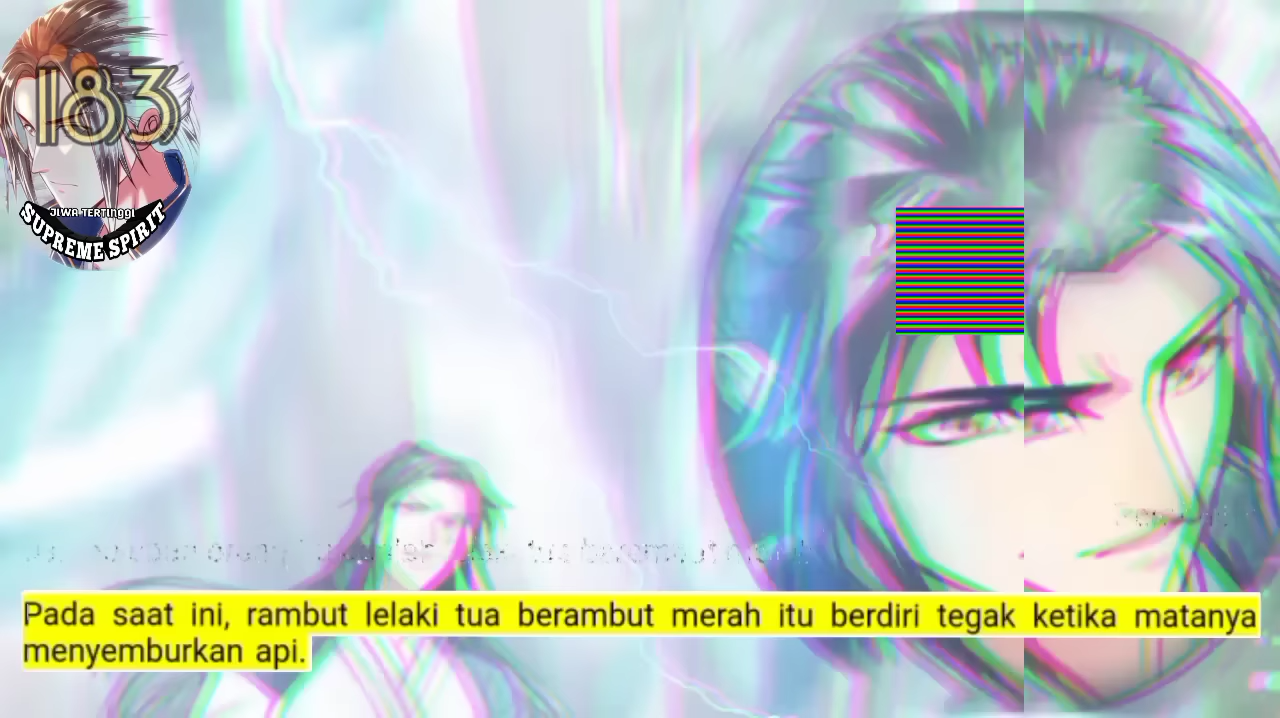 183
JIWA TERTINGGI
SUPREME SPIRIT
Pada saat ini, rambut lelaki tua berambut merah itu berdiri tegak ketika matanya
menyemburkan api.